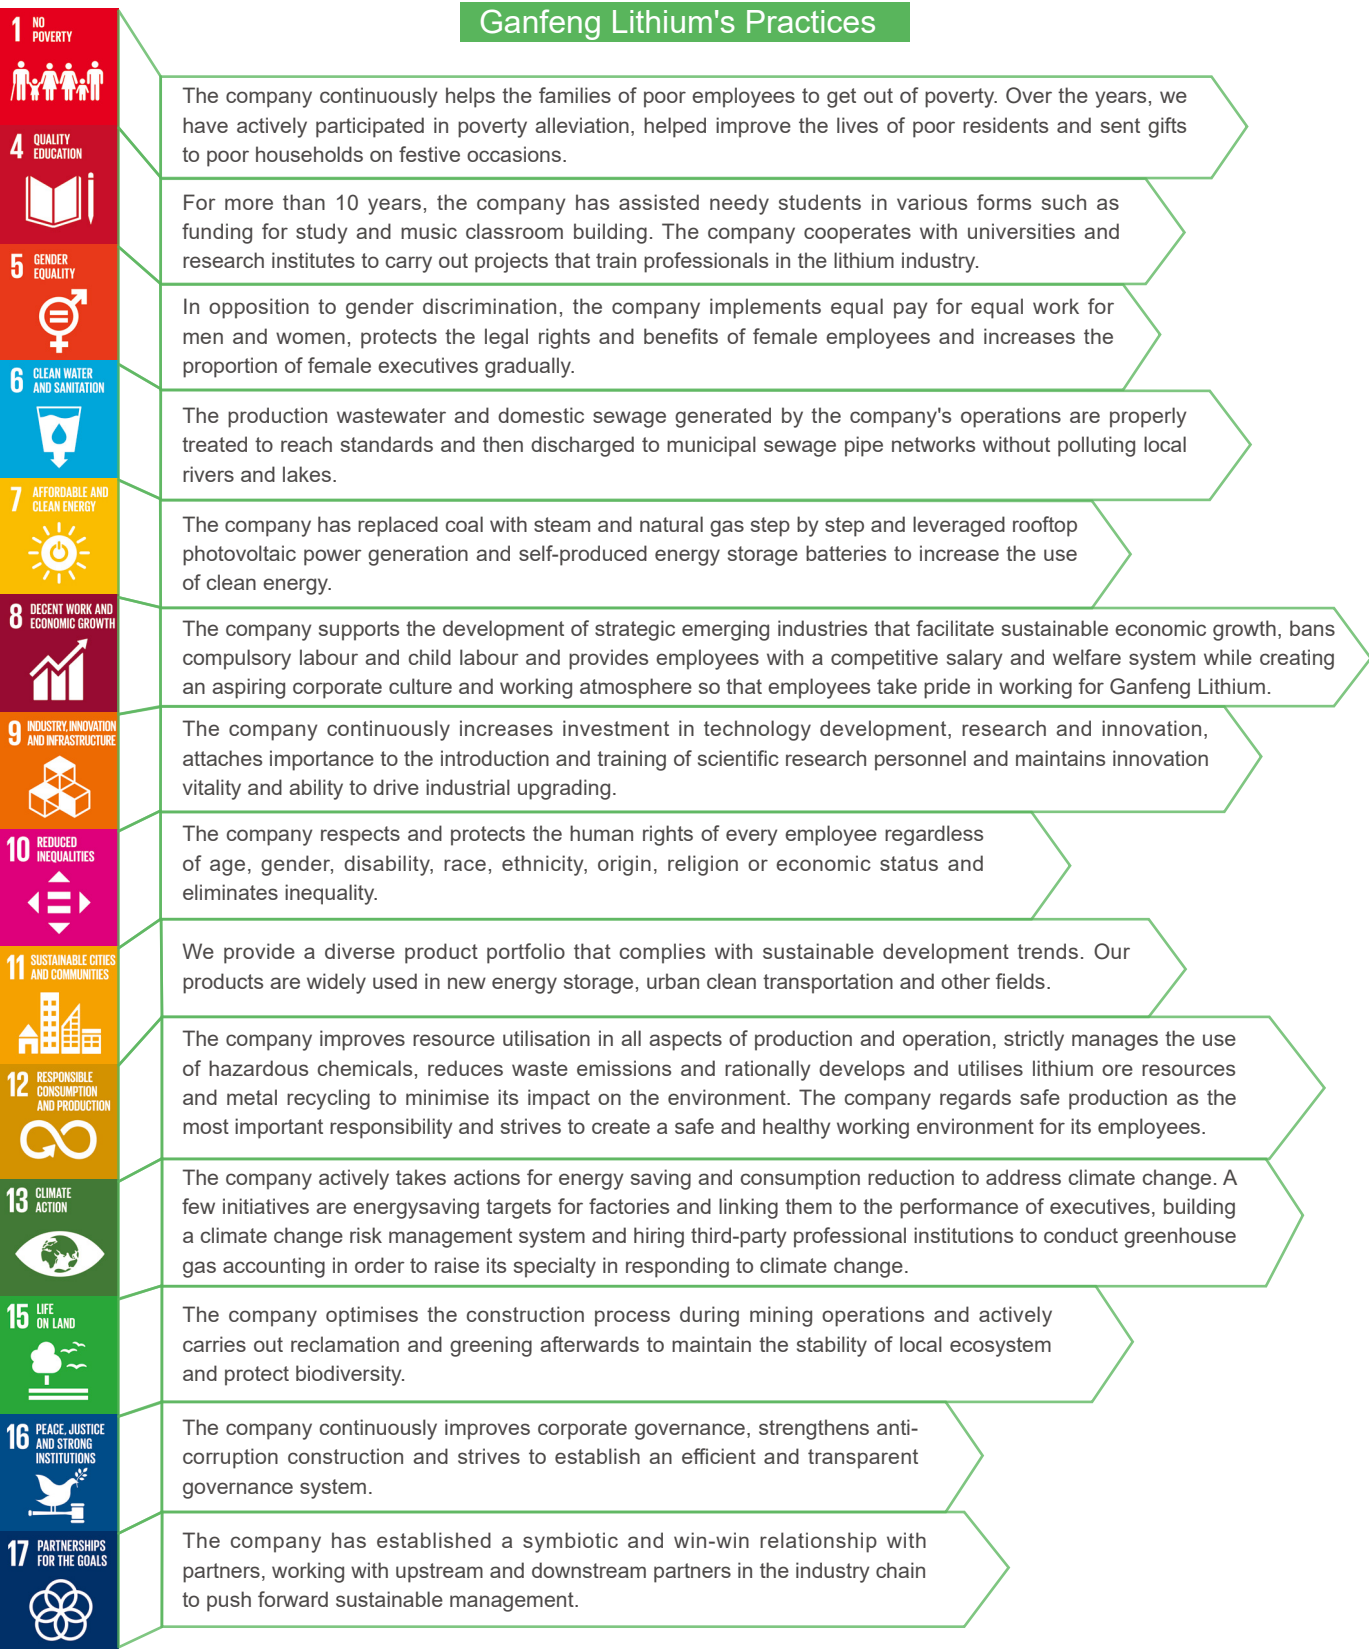 Ganfeng Lithium's Practices
1 NO
POVERTY
The company continuously helps the families of poor employees to get out of poverty. Over the years, we
have actively participated in poverty alleviation, helped improve the lives of poor residents and sent gifts
to poor households on festive occasions.
4 QUALITY
EDUCATION
For more than 10 years, the company has assisted needy students in various forms such as
funding for study and music classroom building. The company cooperates with universities and
research institutes to carry out projects that train professionals in the lithium industry.
5 GENDER
EQUALITY
In opposition to gender discrimination, the company implements equal pay for equal work for
men and women, protects the legal rights and benefits of female employees and increases the
proportion of female executives gradually.
6 CLEAN WATER
AND SANITATION
The production wastewater and domestic sewage generated by the company's operations are properly
treated to reach standards and then discharged to municipal sewage pipe networks without polluting local
rivers and lakes.
7 AFFORDABLE AND
CLEAN ENERGY
The company has replaced coal with steam and natural gas step by step and leveraged rooftop
photovoltaic power generation and self-produced energy storage batteries to increase the use
of clean energy.
8 DECENT WORK AND
ECONOMIC GROWTH
The company supports the development of strategic emerging industries that facilitate sustainable economic growth, bans
compulsory labour and child labour and provides employees with a competitive salary and welfare system while creating
an aspiring corporate culture and working atmosphere so that employees take pride in working for Ganfeng Lithium.
9 INDUSTRY, INNOVATION
AND INFRASTRUCTURE
The company continuously increases investment in technology development, research and innovation,
attaches importance to the introduction and training of scientific research personnel and maintains innovation
vitality and ability to drive industrial upgrading.
10 REDUCED
INEQUALITIES
The company respects and protects the human rights of every employee regardless
of age, gender, disability, race, ethnicity, origin, religion or economic status and
eliminates inequality.
11 SUSTAINABLE CITIES
AND COMMUNITIES
We provide a diverse product portfolio that complies with sustainable development trends. Our
products are widely used in new energy storage, urban clean transportation and other fields.
12 RESPONSIBLE
CONSUMPTION
AND PRODUCTION
The company improves resource utilisation in all aspects of production and operation, strictly manages the use
of hazardous chemicals, reduces waste emissions and rationally develops and utilises lithium ore resources
and metal recycling to minimise its impact on the environment. The company regards safe production as the
most important responsibility and strives to create a safe and healthy working environment for its employees.
13 CLIMATE
ACTION
The company actively takes actions for energy saving and consumption reduction to address climate change. A
few initiatives are energysaving targets for factories and linking them to the performance of executives, building
a climate change risk management system and hiring third-party professional institutions to conduct greenhouse
gas accounting in order to raise its specialty in responding to climate change.
15 LIFE
ON LAND
The company optimises the construction process during mining operations and actively
carries out reclamation and greening afterwards to maintain the stability of local ecosystem
and protect biodiversity.
16 PEACE, JUSTICE
AND STRONG
INSTITUTIONS
The company continuously improves corporate governance, strengthens anti-
corruption construction and strives to establish an efficient and transparent
governance system.
17 PARTNERSHIPS
FOR THE GOALS
The company has established a symbiotic and win-win relationship with
partners, working with upstream and downstream partners in the industry chain
to push forward sustainable management.